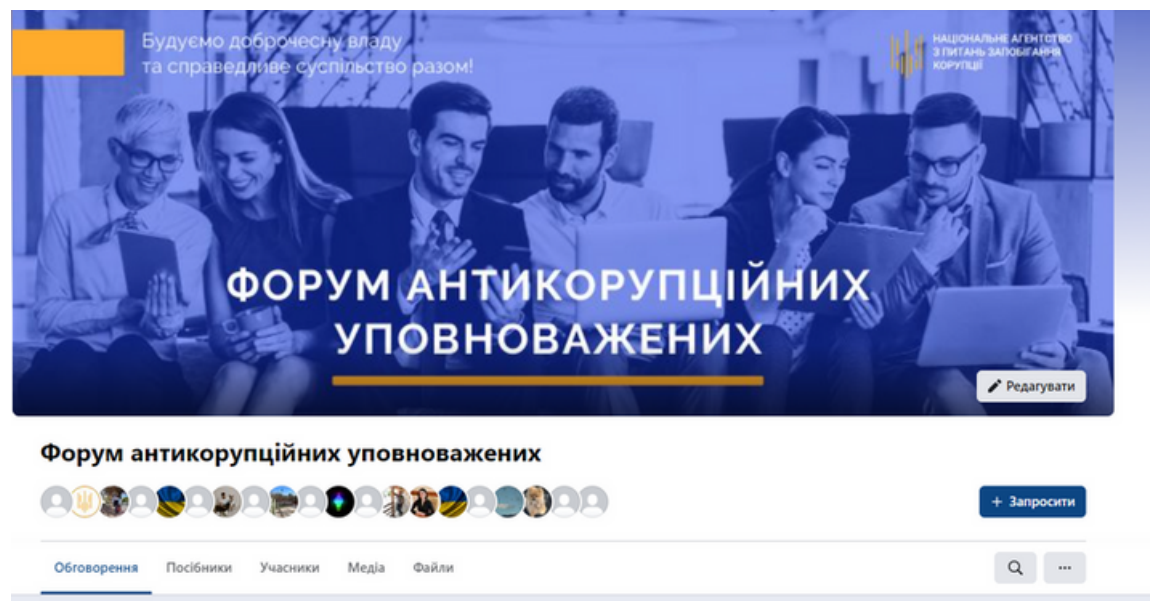 Будуємо доброчесну владу
та справедливе суспільство разом!
НАЦІОНАЛЬНЕ АГЕНТСТВО
З ПИТАНЬ ЗАПОБІГАННЯ
КОРУПЦІЇ
ФОРУМ АНТИКОРУПЦІЙНИХ
УПОВНОВАЖЕНИХ
Редагувати
Форум антикорупційних уповноважених
+ Запросити
Обговорення Посібники Учасники Медіа Файли